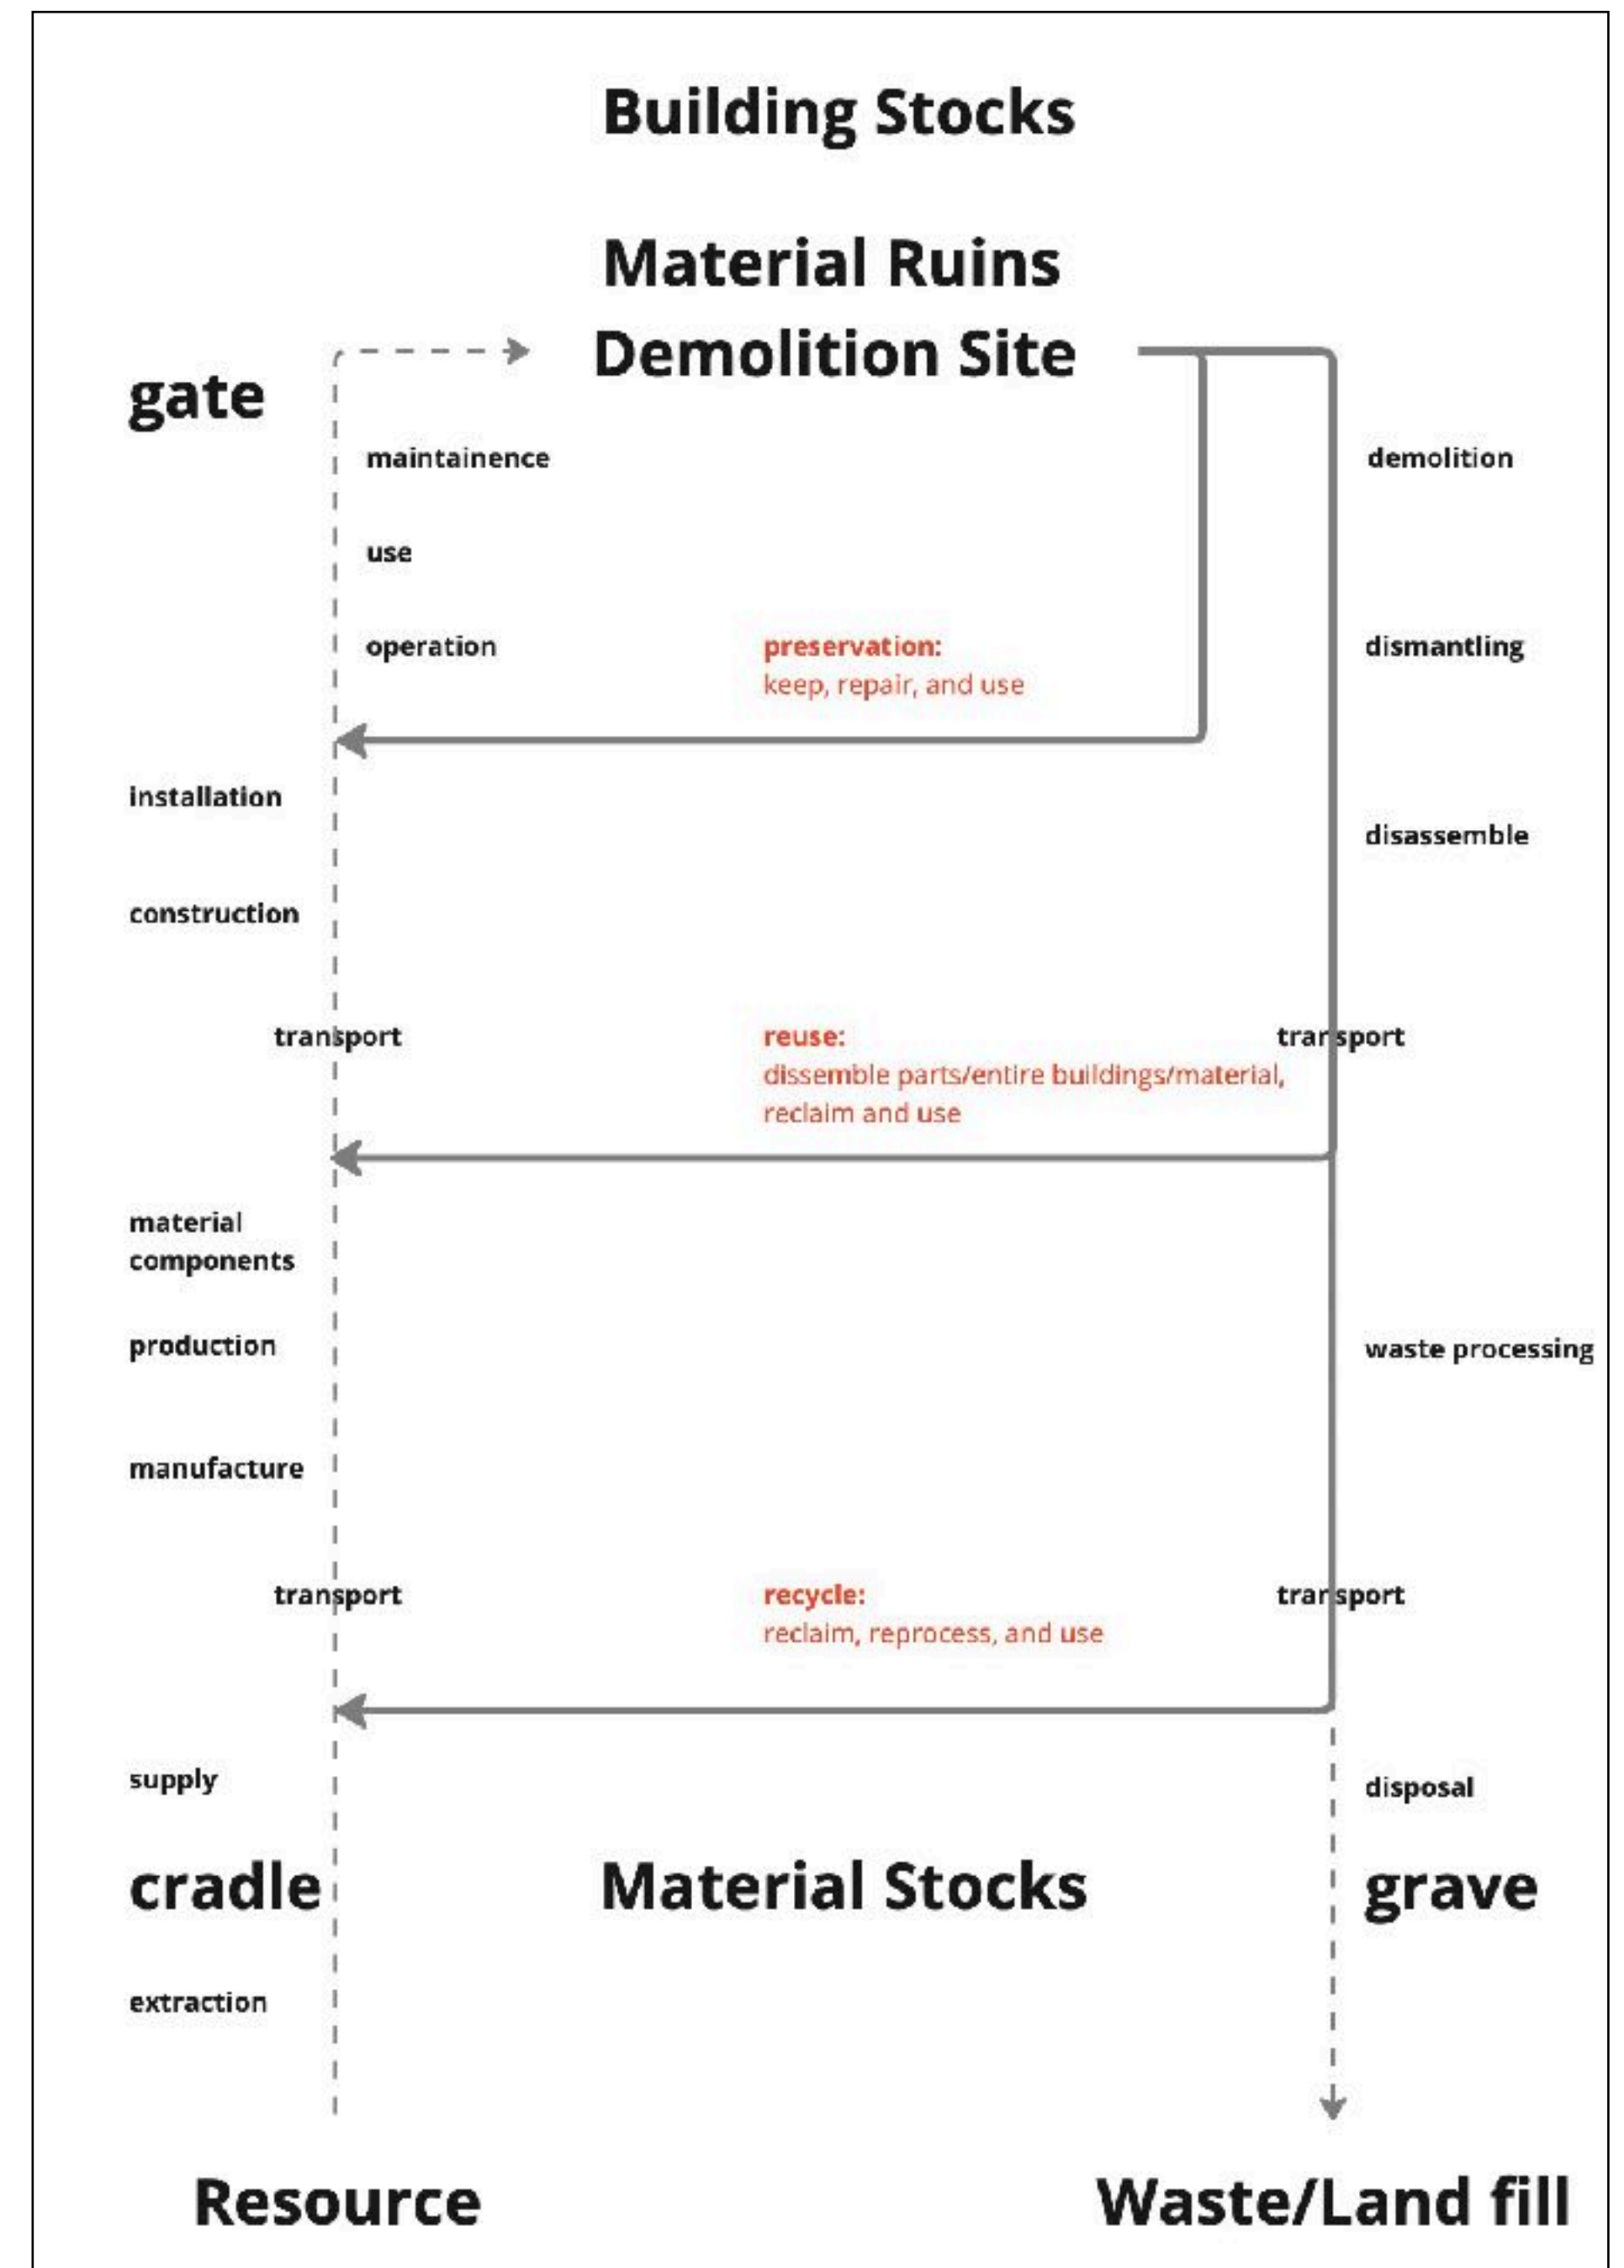 Building Stocks
Material Ruins
Demolition Site
gate
maintainence
demolition
use
operation
preservation:
keep, repair, and use
dismantling
installation
disassemble
construction
transport
reuse:
dissemble parts/entire buildings/material,
reclaim and use
transport
material
components
production
waste processing
manufacture
transport
recycle:
reclaim, reprocess, and use
transport
supply
disposal
cradle
Material Stocks
grave
extraction
Resource
Waste/Land fill